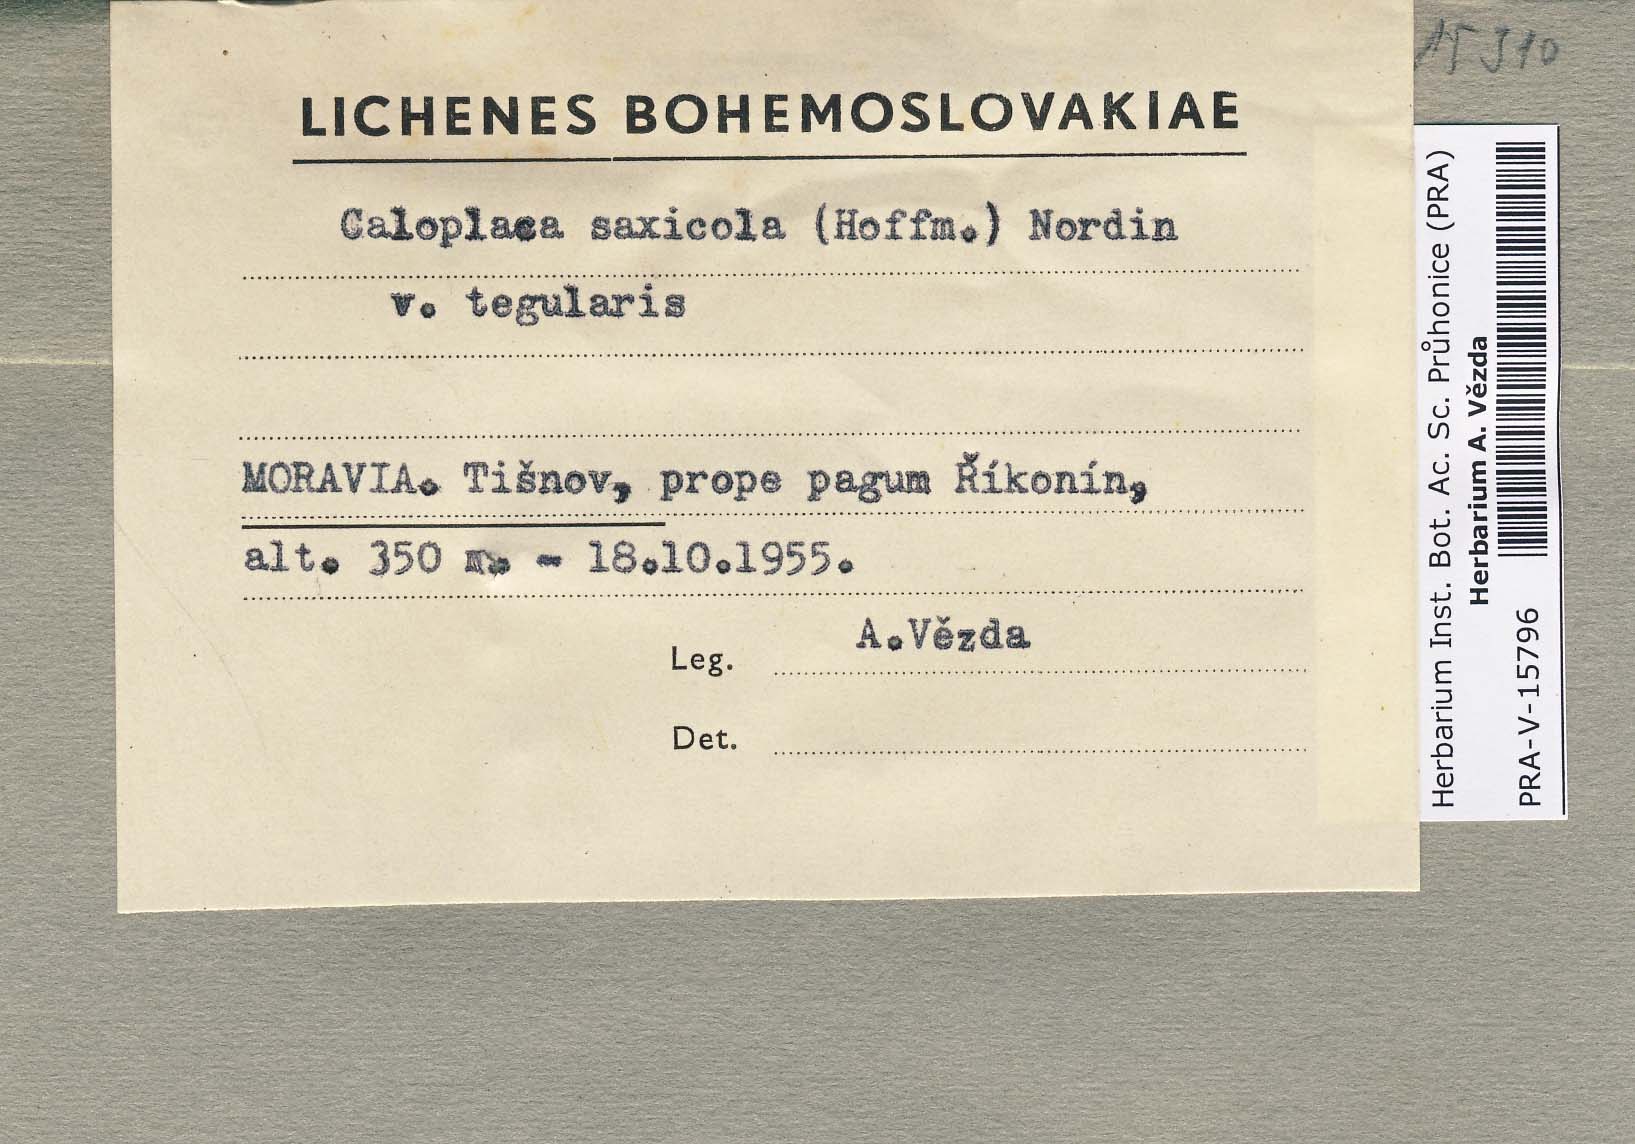 15310
LICHENES BOHEMOSLOVAKIAE
Caloplaca saxicola (Hoffm.) Nordin
v. tegularis
MORAVIA. Tišnov, prope pagum Říkonín,
alt. 350 m. - 18.10.1955.
Leg. A.Vězda
Det.
Herbarium Inst. Bot. Ac. Sc. Průhonice (PRA)
Herbarium A. Vězda
PRA-V-15796